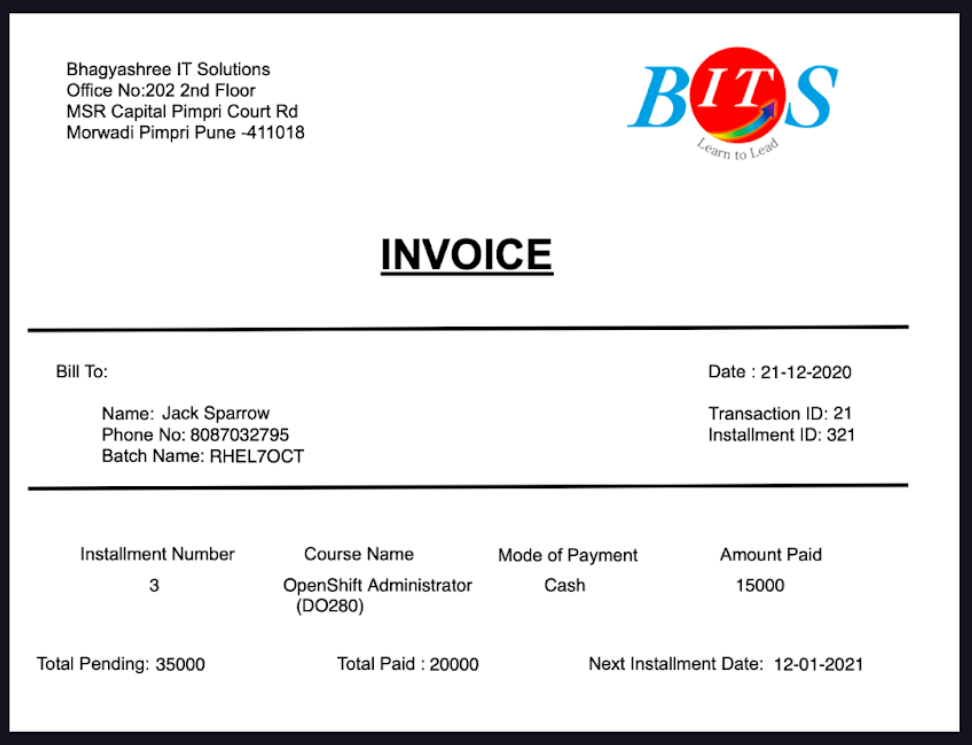 Bhagyashree IT Solutions
Office No:202 2nd Floor
MSR Capital Pimpri Court Rd
Morwadi Pimpri Pune -411018
BITS
Learn to Lead
INVOICE
Bill To:
Date : 21-12-2020
Name: Jack Sparrow
Transaction ID: 21
Phone No: 8087032795
Installment ID: 321
Batch Name: RHEL7OCT
Installment Number Course Name Mode of Payment Amount Paid
3 OpenShift Administrator Cash 15000
(DO280)
Total Pending: 35000 Total Paid : 20000 Next Installment Date: 12-01-2021